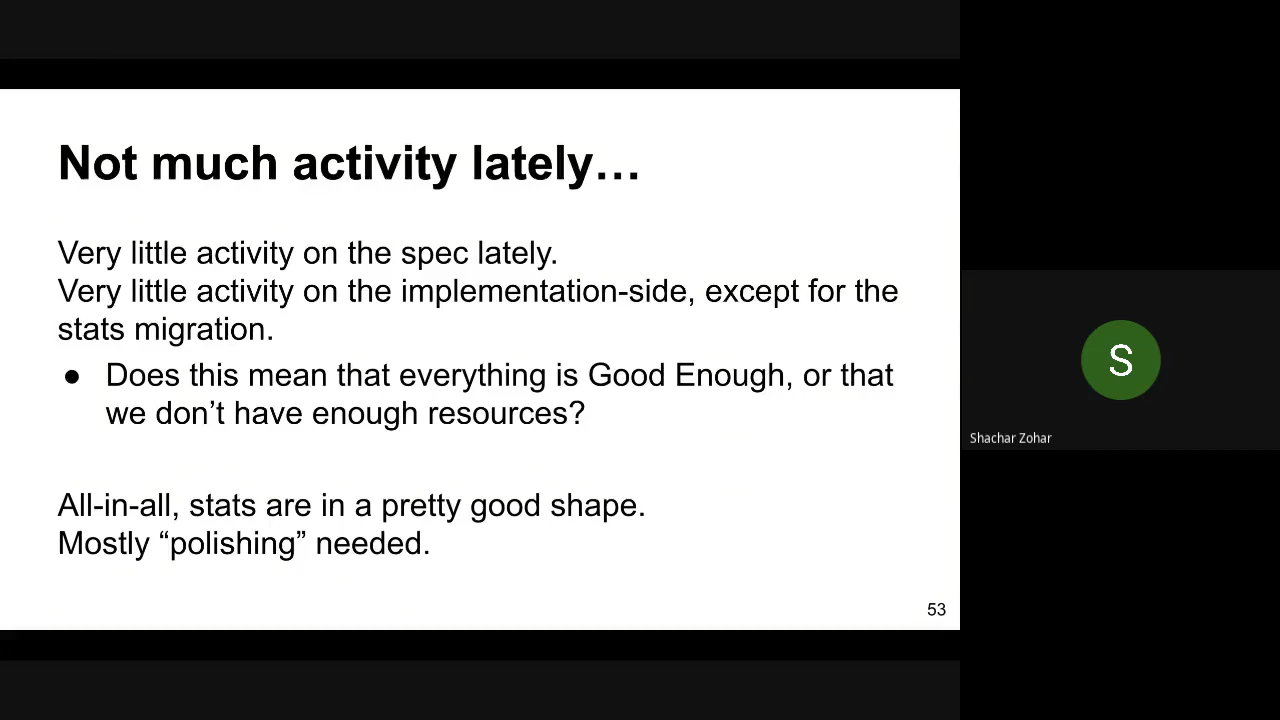 Not much activity lately…
Very little activity on the spec lately.
Very little activity on the implementation-side, except for the
stats migration.
● Does this mean that everything is Good Enough, or that
we don’t have enough resources?
All-in-all, stats are in a pretty good shape.
Mostly “polishing” needed.
53
S
Shachar Zohar